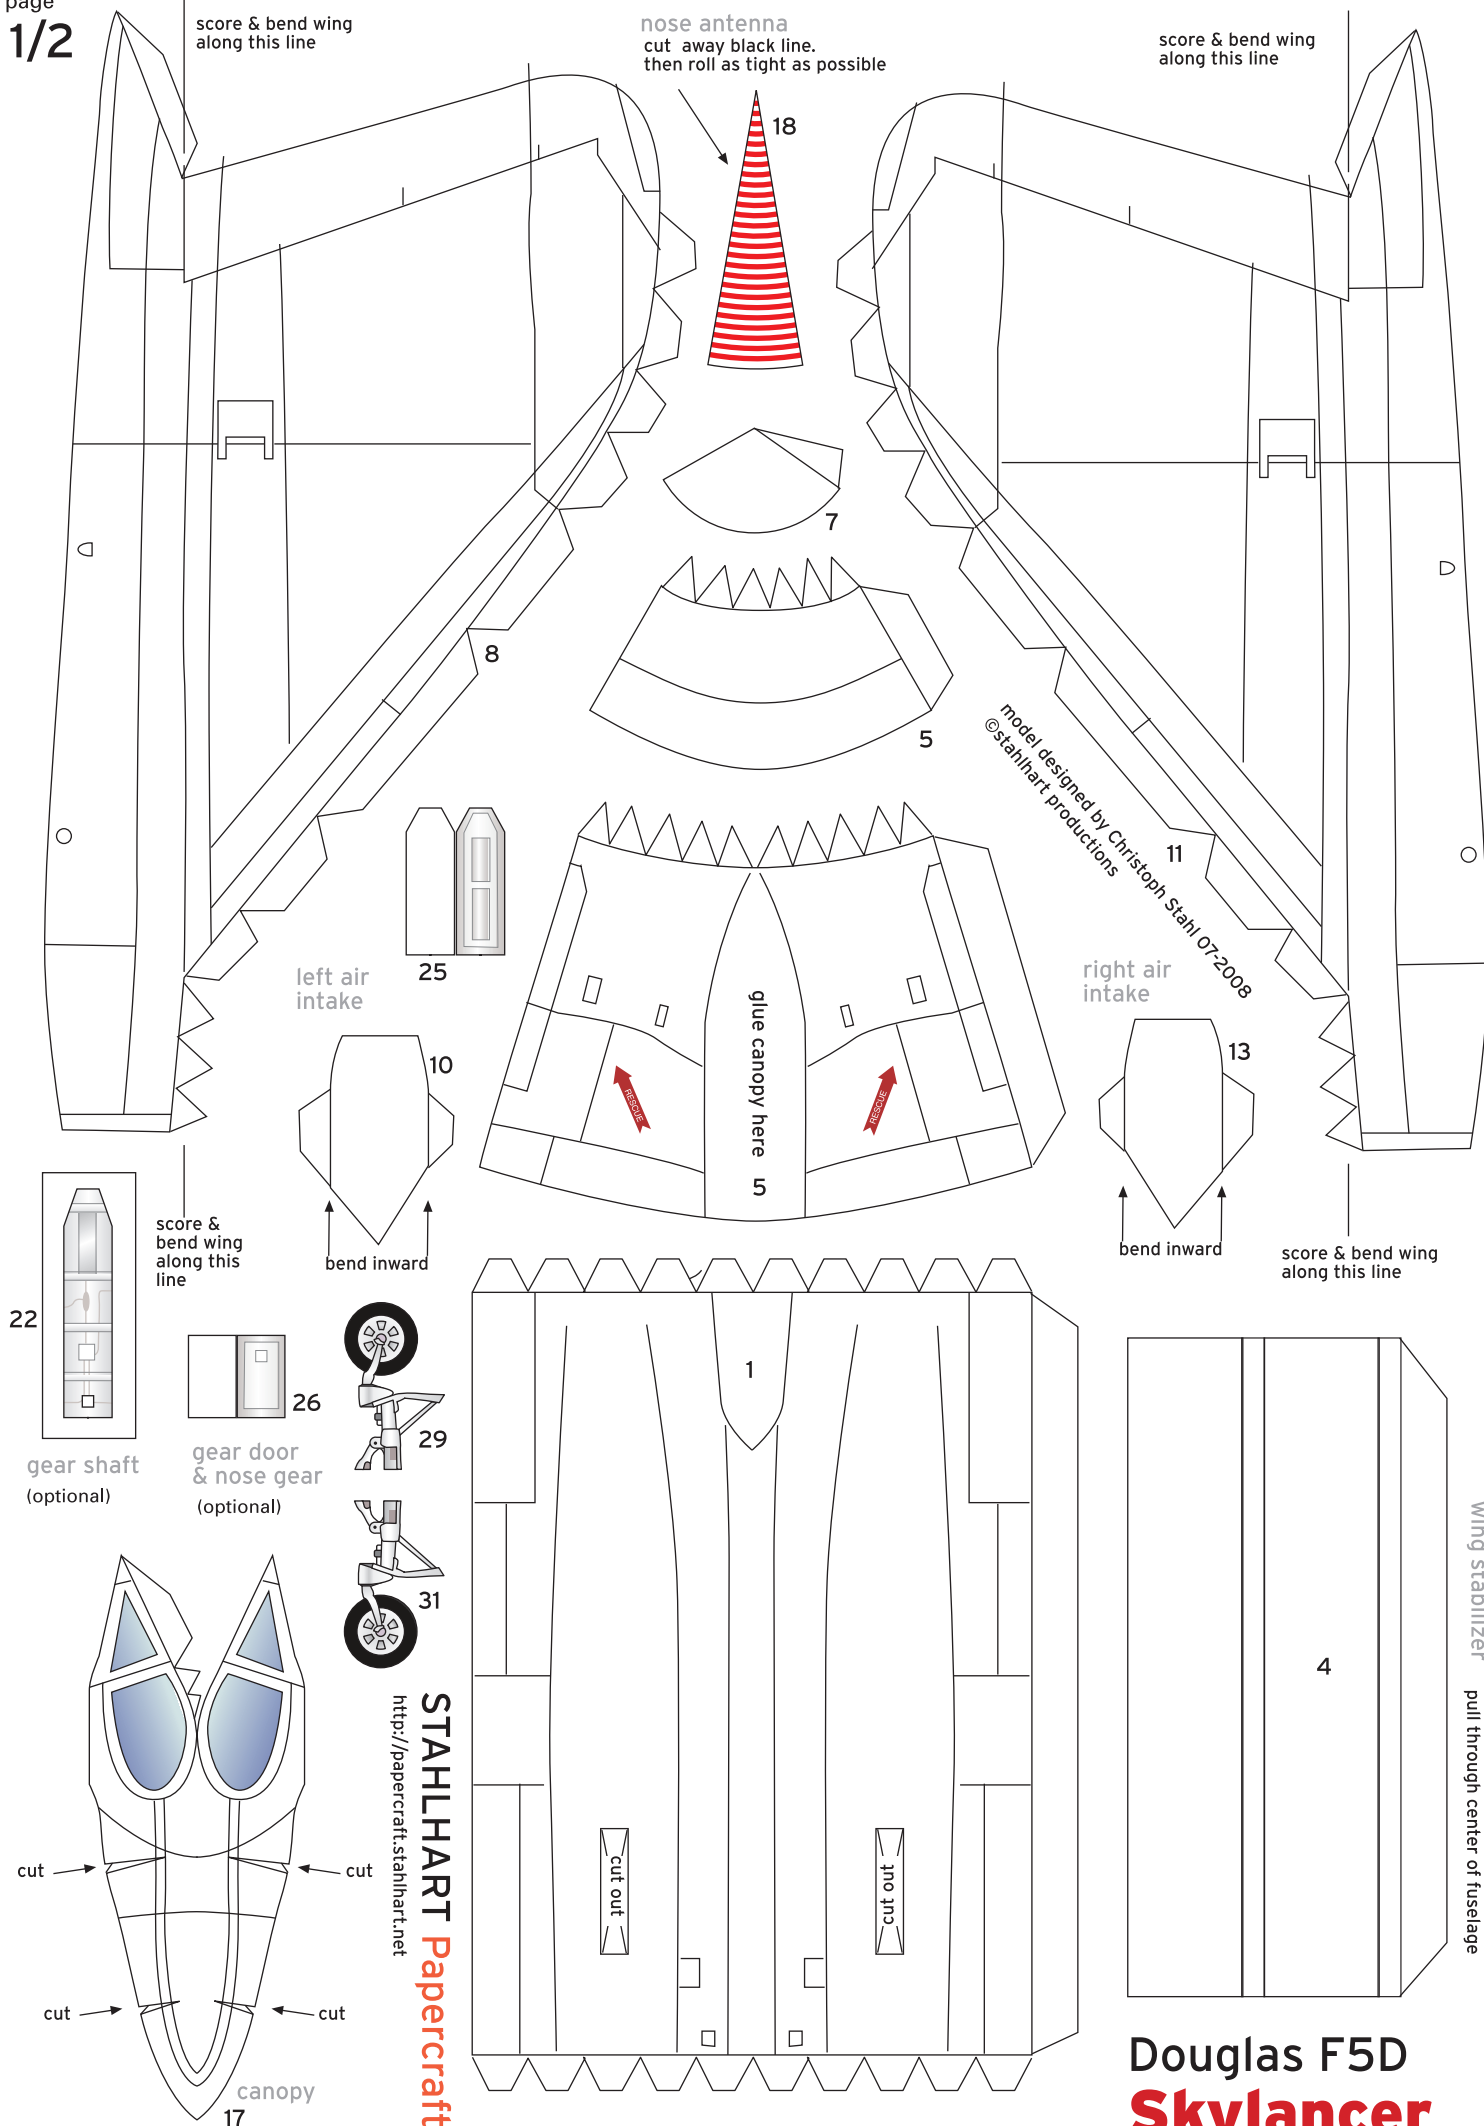 page
1/2
score & bend wing
along this line
nose antenna
cut away black line.
then roll as tight as possible
score & bend wing
along this line
18
7
8
5
model designed by Christoph Stahl 07-2008
©stahlhart productions
11
25
left air
intake
right air
intake
10
glue canopy here
5
RESCUE
RESCUE
13
bend inward
bend inward
score &
bend wing
along this
line
score & bend wing
along this line
22
26
gear shaft
(optional)
gear door
& nose gear
(optional)
29
31
1
4
wing stabilizer
pull through center of fuselage
STAHLHART Papercraft
http://papercraft.stahlhart.net
cut out
cut out
cut
cut
cut
cut
canopy
17
Douglas F5D
Skylancer